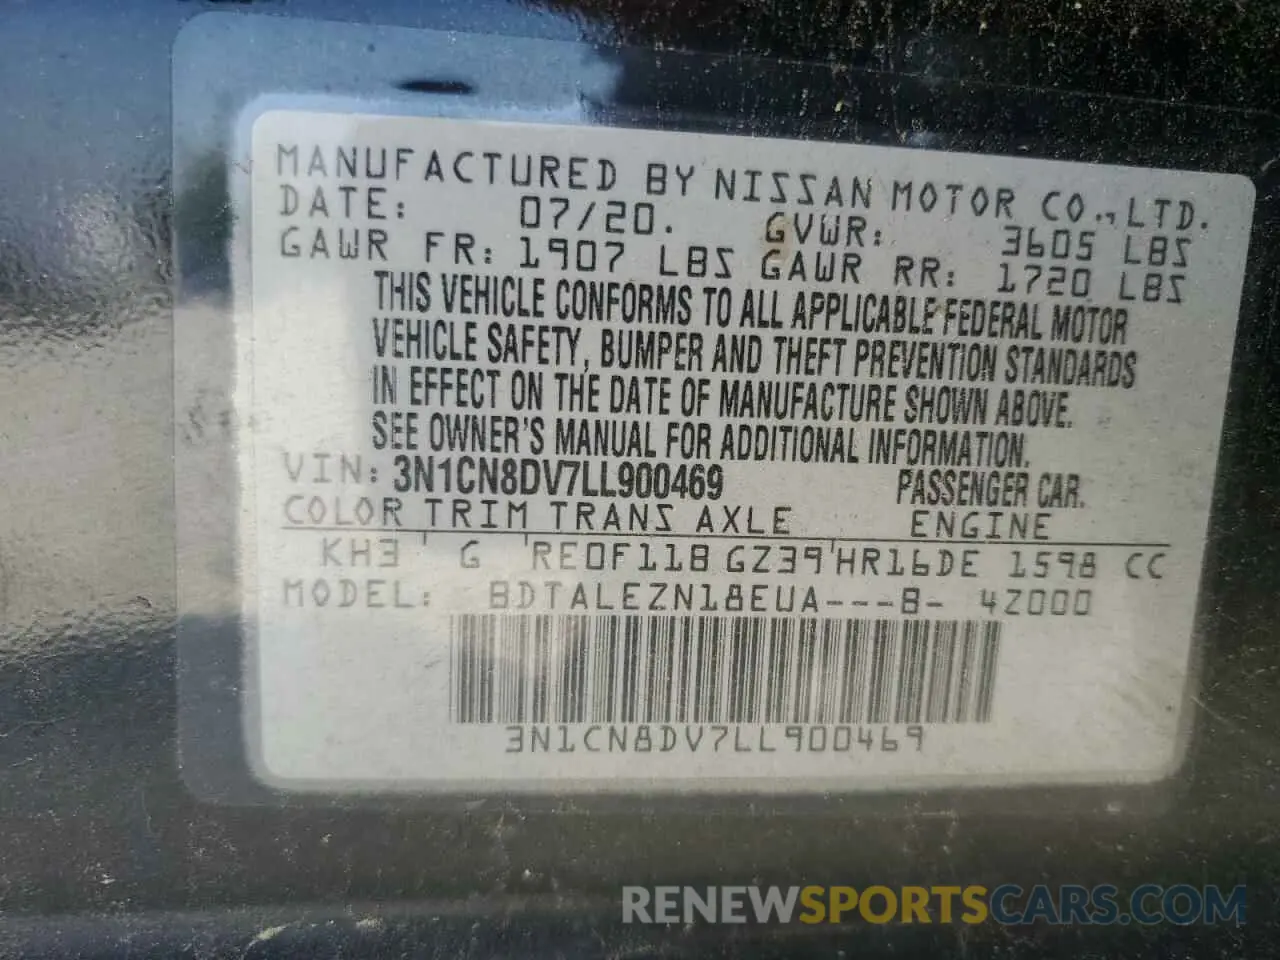 MANUFACTURED BY NISSAN MOTOR CO., LTD.
DATE: 07/20. GVWR: 3605 LBS
GAWR FR: 1907 LBS GAWR RR: 1720 LBS
THIS VEHICLE CONFORMS TO ALL APPLICABLE FEDERAL MOTOR
VEHICLE SAFETY, BUMPER AND THEFT PREVENTION STANDARDS
IN EFFECT ON THE DATE OF MANUFACTURE SHOWN ABOVE.
SEE OWNER'S MANUAL FOR ADDITIONAL INFORMATION.
VIN: 3N1CN8DV7LL900469 PASSENGER CAR.
COLOR TRIM TRANS AXLE ENGINE
KH3 G RE0F11B GZ39 HR16DE 1598 CC
MODEL: BDTALEZN18EUA---B- 4Z000
3N1CN8DV7LL900469
RENEWSPORTSCARS.COM